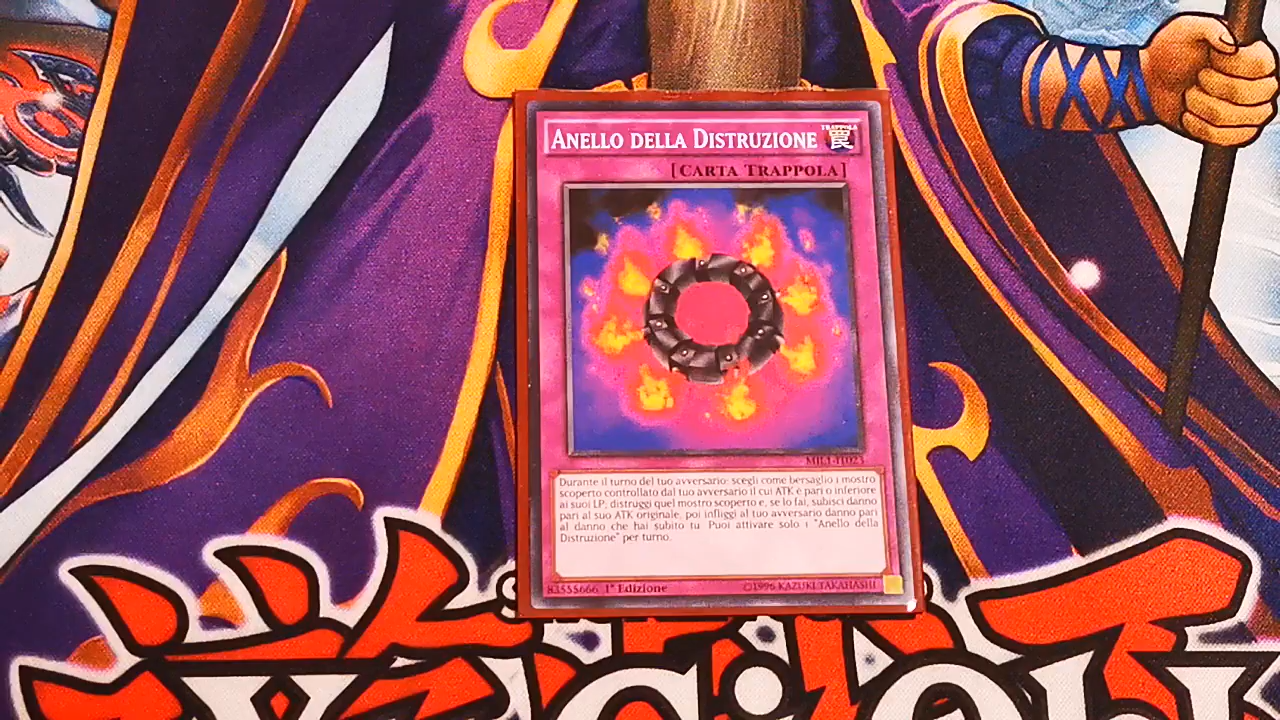 Anello della Distruzione
TRAPPOLA
罠
[Carta Trappola]
MIL1-IT023
Durante il turno del tuo avversario: scegli come bersaglio 1 mostro
scoperto controllato dal tuo avversario il cui ATK è pari o inferiore
ai suoi LP; distruggi quel mostro scoperto e, se lo fai, subisci danno
pari al suo ATK originale, poi infliggi al tuo avversario danno pari
al danno che hai subito tu. Puoi attivare solo 1 "Anello della
Distruzione" per turno.
83555666 1ª Edizione ©1996 KAZUKI TAKAHASHI